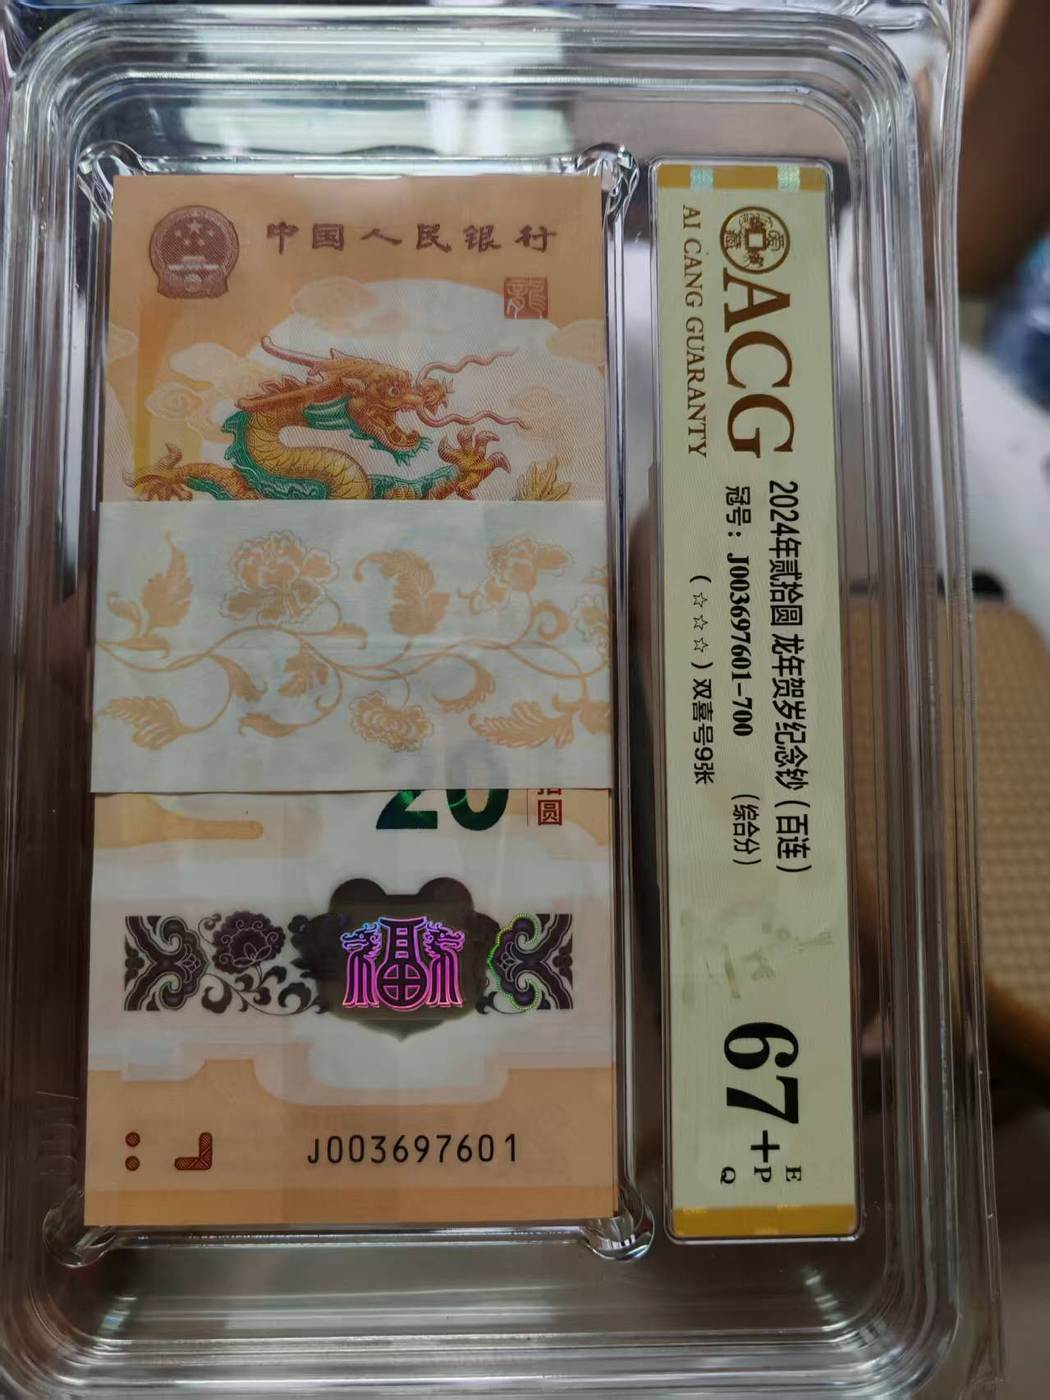 中国人民银行
龍
20
圆
J003697601
ACG
AI CANG GUARANTY
2024年贰拾圆 龙年贺岁纪念钞（百连）
冠号：J003697601-700 （综合分）
（☆☆☆）双喜号9张
67+
E
P
Q